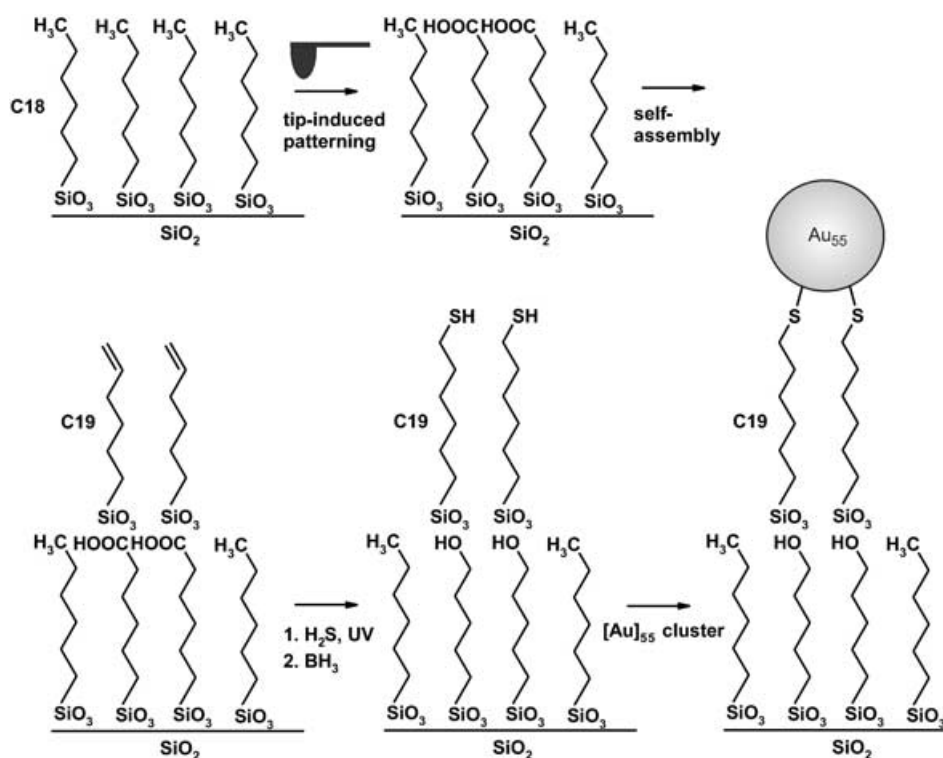 H₃C H₃C H₃C H₃C
C18
SiO₃ SiO₃ SiO₃ SiO₃
SiO₂
tip-induced
patterning
H₃C HOOC HOOC H₃C
SiO₃ SiO₃ SiO₃ SiO₃
SiO₂
self-
assembly
C19
SiO₃ SiO₃
H₃C HOOC HOOC H₃C
SiO₃ SiO₃ SiO₃ SiO₃
SiO₂
1. H₂S, UV
2. BH₃
SH SH
C19
SiO₃ SiO₃
H₃C HO HO H₃C
SiO₃ SiO₃ SiO₃ SiO₃
SiO₂
[Au]₅₅ cluster
Au₅₅
S S
C19
SiO₃ SiO₃
H₃C HO HO H₃C
SiO₃ SiO₃ SiO₃ SiO₃
SiO₂